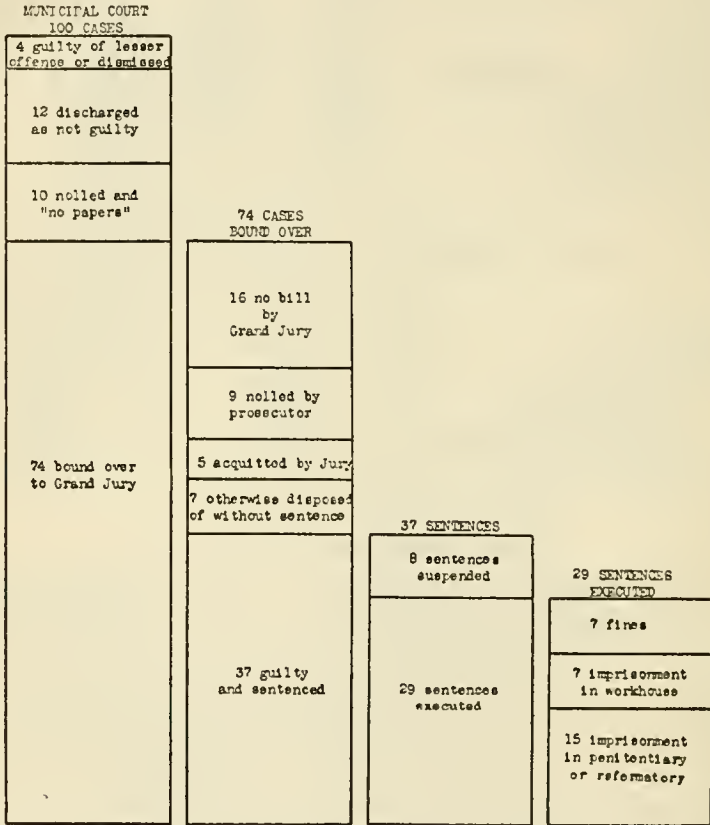 MUNICIPAL COURT
100 CASES
4 guilty of lesser
offense or dismissed
12 discharged
as not guilty
10 nolled and
"no papers"
74 bound over
to Grand Jury
74 CASES
BOUND OVER
16 no bill
by
Grand Jury
9 nolled by
prosecutor
5 acquitted by Jury
7 otherwise disposed
of without sentence
37 guilty
and sentenced
37 SENTENCES
8 sentences
suspended
29 sentences
executed
29 SENTENCES
EXECUTED
7 fines
7 imprisonment
in workhouse
15 imprisonment
in penitentiary
or reformatory